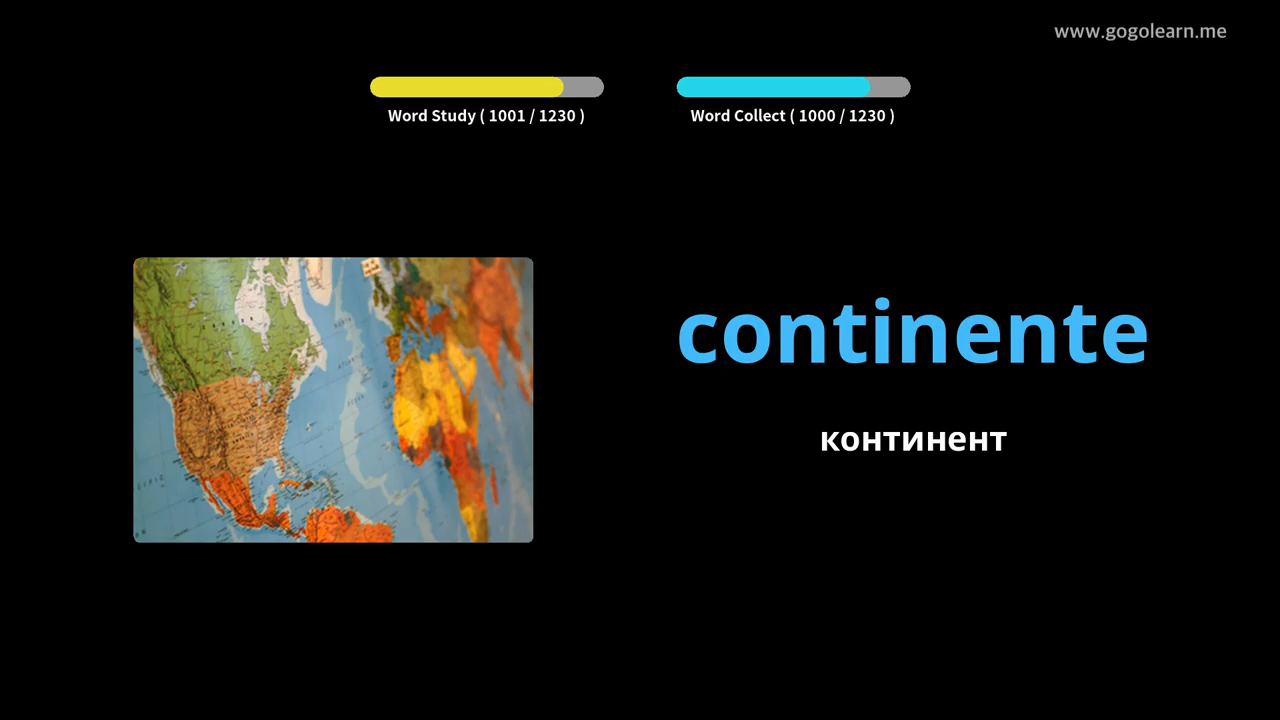 www.gogolearn.me
Word Study ( 1001 / 1230 )
Word Collect ( 1000 / 1230 )
continente
континент